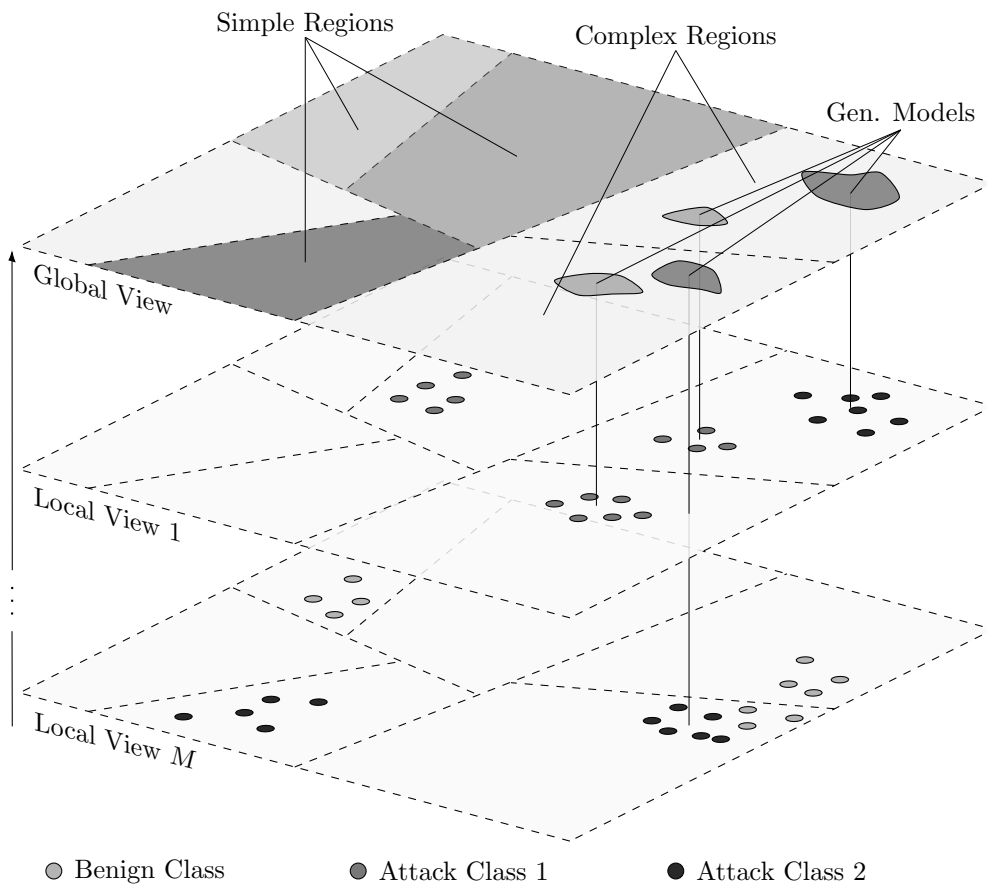 Simple Regions
Complex Regions
Gen. Models
Global View
Local View 1
⋮
Local View M
Benign Class
Attack Class 1
Attack Class 2